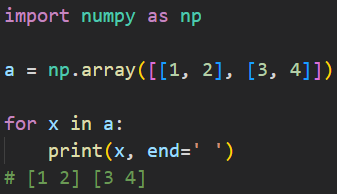 import numpy as np
a = np.array([[1, 2], [3, 4]])
for x in a:
    print(x, end=' ')
# [1 2] [3 4]